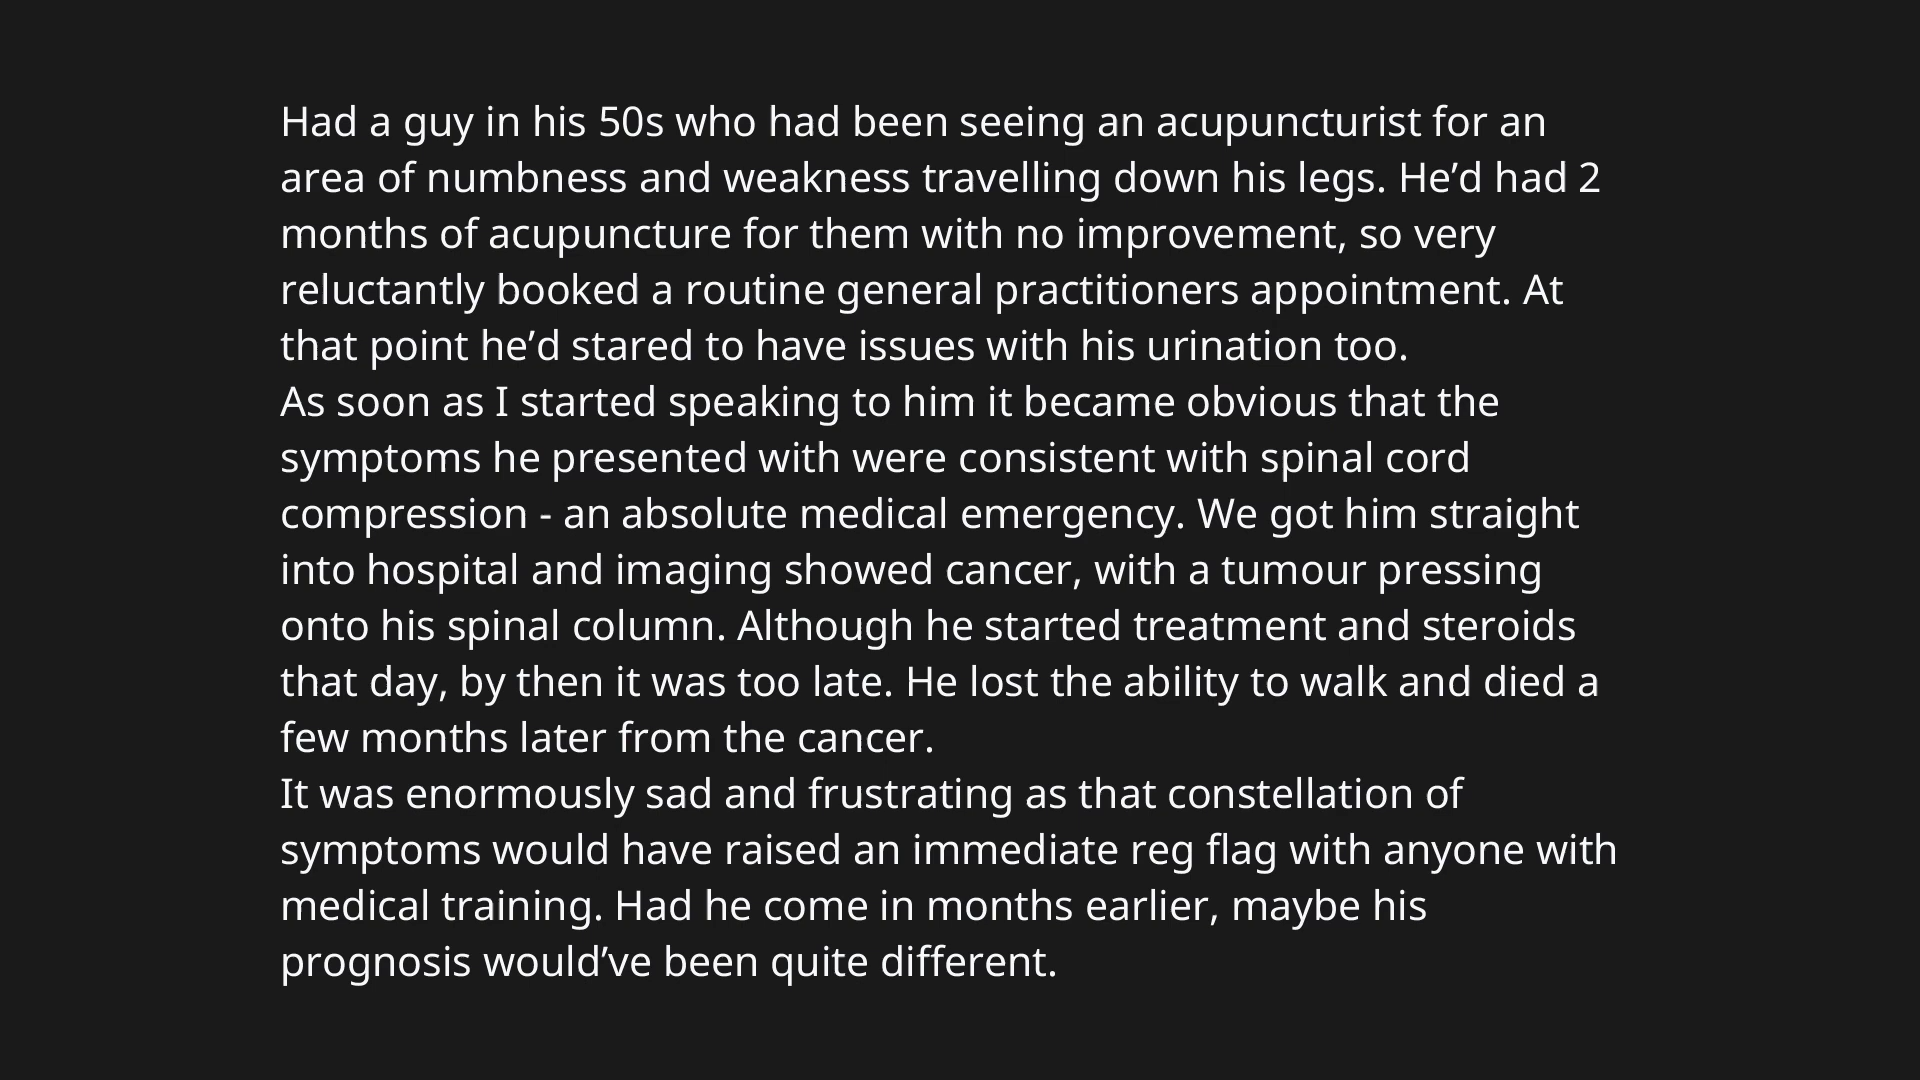 Had a guy in his 50s who had been seeing an acupuncturist for an
area of numbness and weakness travelling down his legs. He’d had 2
months of acupuncture for them with no improvement, so very
reluctantly booked a routine general practitioners appointment. At
that point he’d stared to have issues with his urination too.
As soon as I started speaking to him it became obvious that the
symptoms he presented with were consistent with spinal cord
compression - an absolute medical emergency. We got him straight
into hospital and imaging showed cancer, with a tumour pressing
onto his spinal column. Although he started treatment and steroids
that day, by then it was too late. He lost the ability to walk and died a
few months later from the cancer.
It was enormously sad and frustrating as that constellation of
symptoms would have raised an immediate reg flag with anyone with
medical training. Had he come in months earlier, maybe his
prognosis would’ve been quite different.